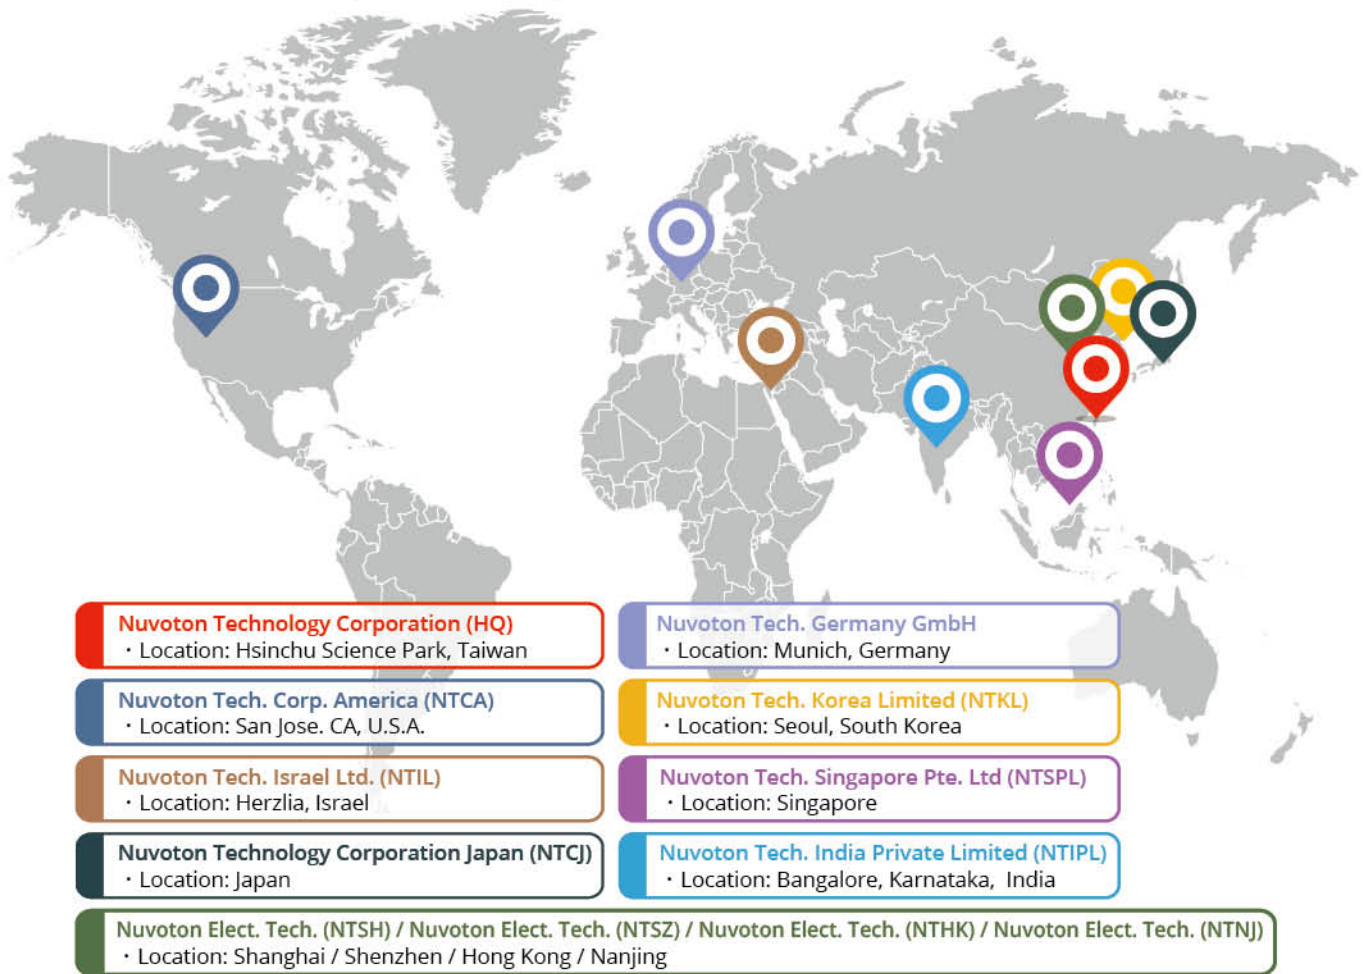 Nuvoton Technology Corporation (HQ)
・Location: Hsinchu Science Park, Taiwan
Nuvoton Tech. Germany GmbH
・Location: Munich, Germany
Nuvoton Tech. Corp. America (NTCA)
・Location: San Jose. CA, U.S.A.
Nuvoton Tech. Korea Limited (NTKL)
・Location: Seoul, South Korea
Nuvoton Tech. Israel Ltd. (NTIL)
・Location: Herzlia, Israel
Nuvoton Tech. Singapore Pte. Ltd (NTSPL)
・Location: Singapore
Nuvoton Technology Corporation Japan (NTCJ)
・Location: Japan
Nuvoton Tech. India Private Limited (NTIPL)
・Location: Bangalore, Karnataka, India
Nuvoton Elect. Tech. (NTSH) / Nuvoton Elect. Tech. (NTSZ) / Nuvoton Elect. Tech. (NTHK) / Nuvoton Elect. Tech. (NTNJ)
・Location: Shanghai / Shenzhen / Hong Kong / Nanjing